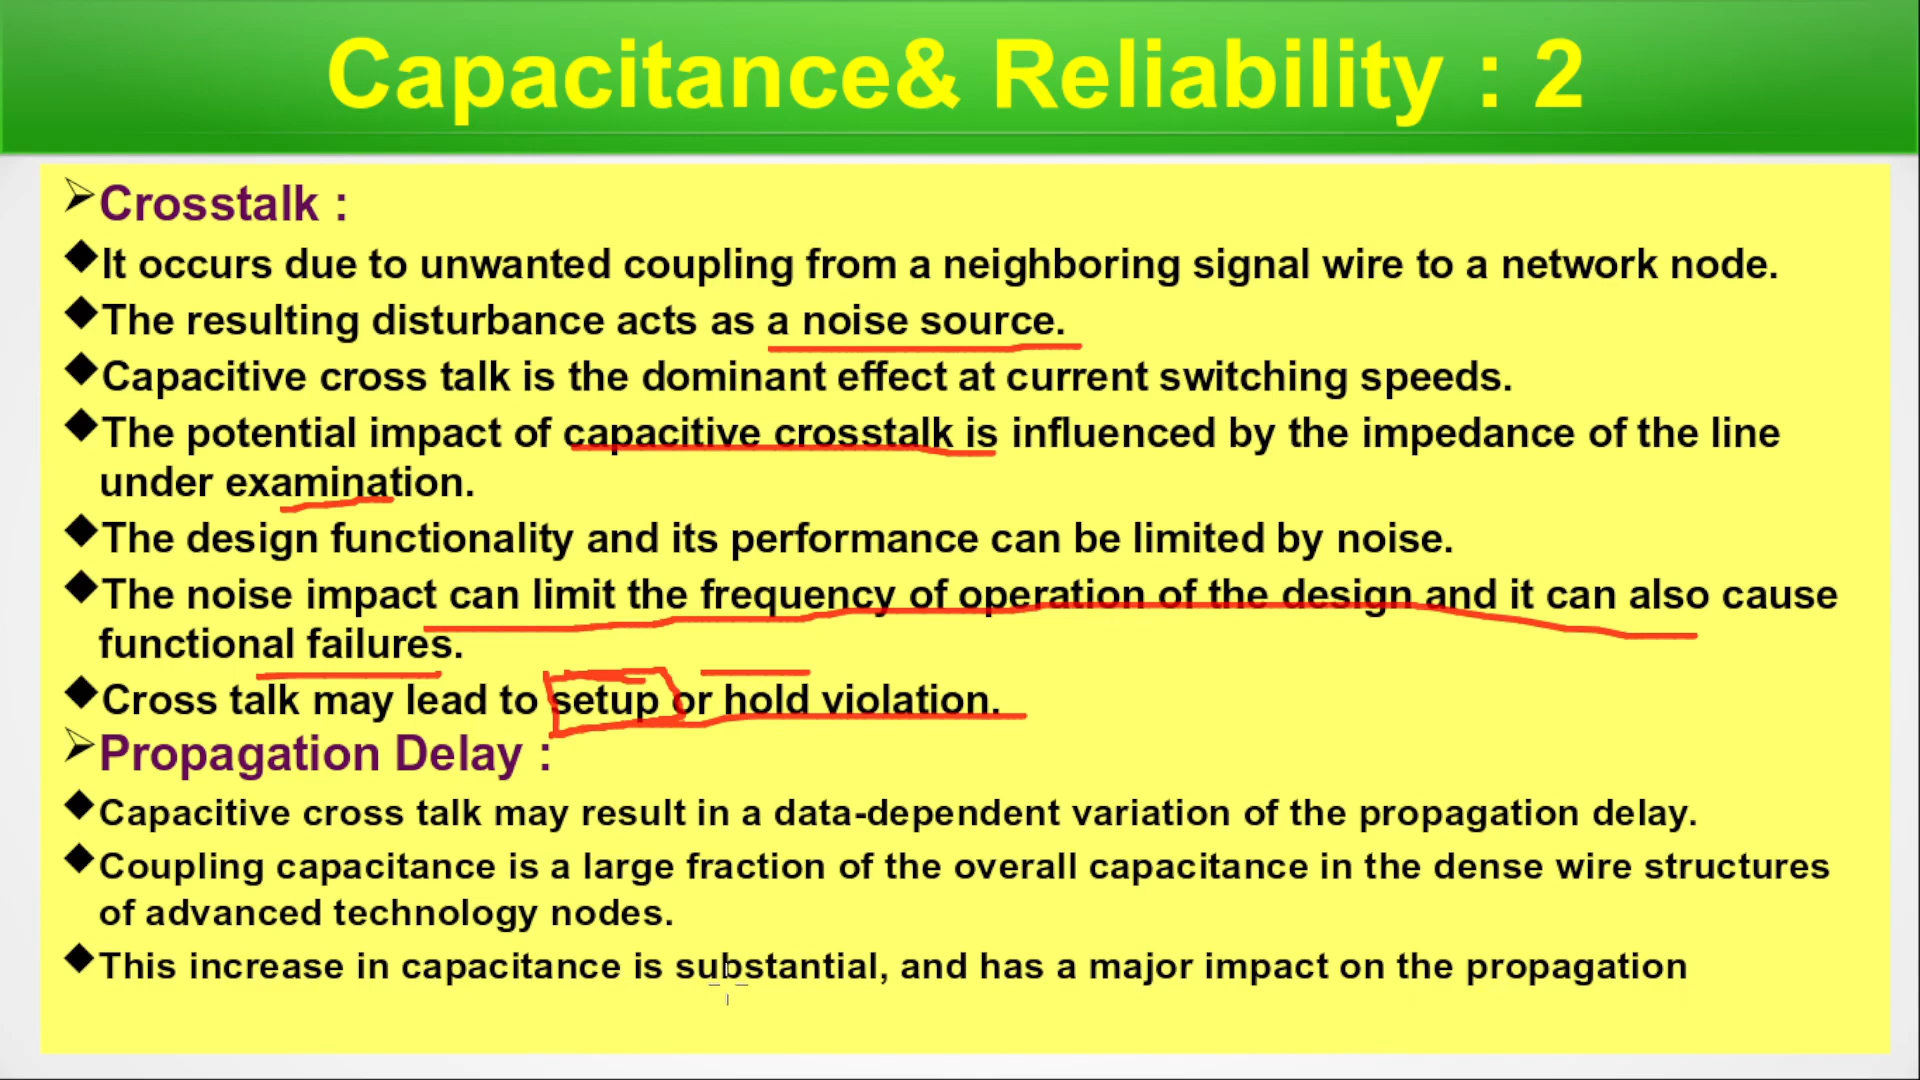 Capacitance& Reliability : 2
Crosstalk :
It occurs due to unwanted coupling from a neighboring signal wire to a network node.
The resulting disturbance acts as a noise source.
Capacitive cross talk is the dominant effect at current switching speeds.
The potential impact of capacitive crosstalk is influenced by the impedance of the line
under examination.
The design functionality and its performance can be limited by noise.
The noise impact can limit the frequency of operation of the design and it can also cause
functional failures.
Cross talk may lead to setup or hold violation.
Propagation Delay :
Capacitive cross talk may result in a data-dependent variation of the propagation delay.
Coupling capacitance is a large fraction of the overall capacitance in the dense wire structures
of advanced technology nodes.
This increase in capacitance is substantial, and has a major impact on the propagation